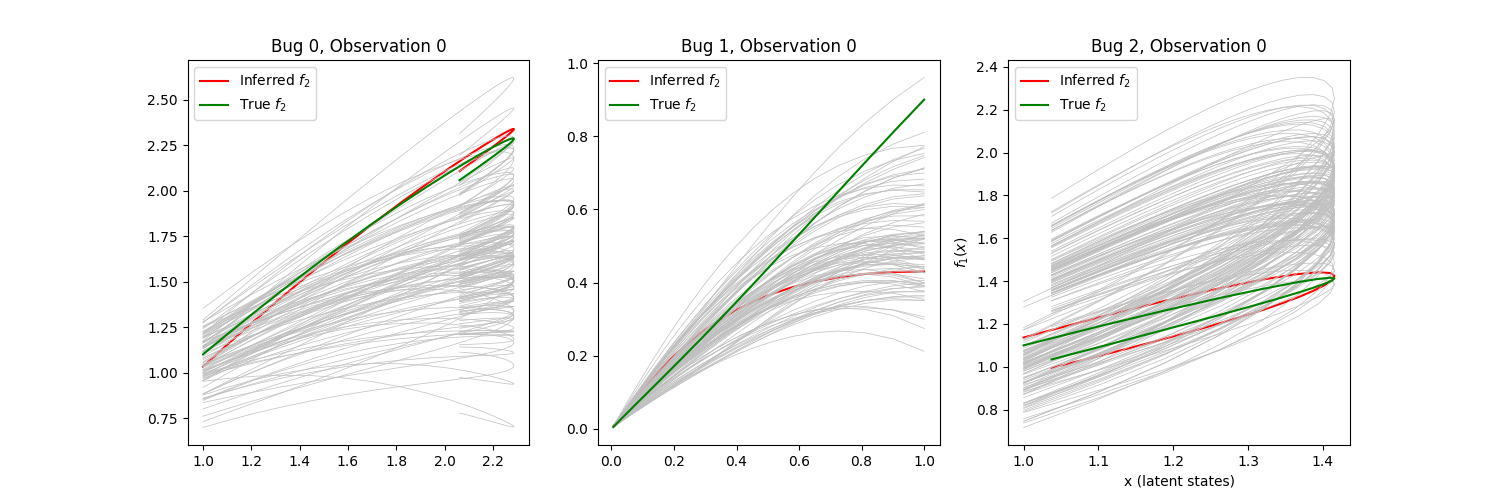 Bug 0, Observation 0
Inferred f₂
True f₂
2.50
2.25
2.00
1.75
1.50
1.25
1.00
0.75
1.0 1.2 1.4 1.6 1.8 2.0 2.2
Bug 1, Observation 0
Inferred f₂
True f₂
1.0
0.8
0.6
0.4
0.2
0.0
0.0 0.2 0.4 0.6 0.8 1.0
Bug 2, Observation 0
Inferred f₂
True f₂
2.4
2.2
2.0
1.8
1.6
1.4
1.2
1.0
0.8
f₁(x)
1.0 1.1 1.2 1.3 1.4
x (latent states)